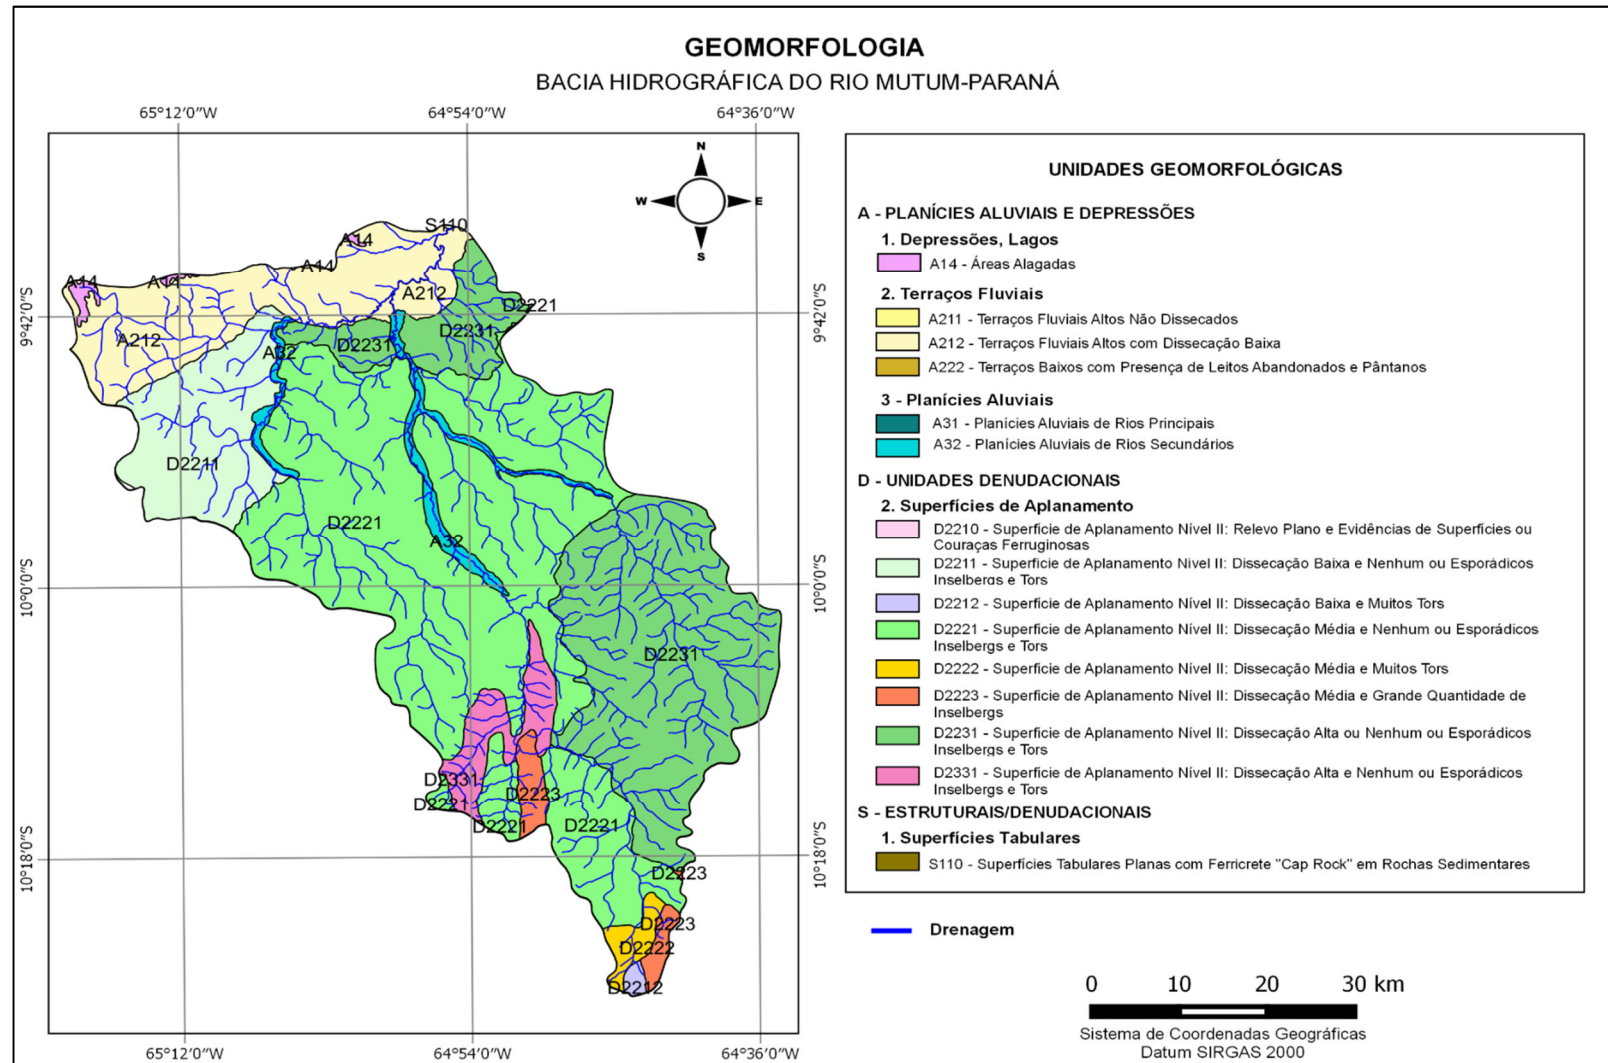 GEOMORFOLOGIA
BACIA HIDROGRÁFICA DO RIO MUTUM-PARANÁ
65°12'0"W
64°54'0"W
64°36'0"W
N
W
E
S
S110
A14
A14
A14
A14
A212
D2221
9°42'0"S
9°42'0"S
A212
A32
D2231
D2231
D2211
D2221
A32
10°0'0"S
10°0'0"S
D2231
D2331
D2221
D2223
D2221
D2221
10°18'0"S
10°18'0"S
D2223
D2223
D2222
D2212
65°12'0"W
64°54'0"W
64°36'0"W
UNIDADES GEOMORFOLÓGICAS
A - PLANÍCIES ALUVIAIS E DEPRESSÕES
1. Depressões, Lagos
A14 - Áreas Alagadas
2. Terraços Fluviais
A211 - Terraços Fluviais Altos Não Dissecados
A212 - Terraços Fluviais Altos com Dissecação Baixa
A222 - Terraços Baixos com Presença de Leitos Abandonados e Pântanos
3 - Planícies Aluviais
A31 - Planícies Aluviais de Rios Principais
A32 - Planícies Aluviais de Rios Secundários
D - UNIDADES DENUDACIONAIS
2. Superfícies de Aplanamento
D2210 - Superfície de Aplanamento Nível II: Relevo Plano e Evidências de Superfícies ou
Couraças Ferruginosas
D2211 - Superfície de Aplanamento Nível II: Dissecação Baixa e Nenhum ou Esporádicos
Inselbergs e Tors
D2212 - Superfície de Aplanamento Nível II: Dissecação Baixa e Muitos Tors
D2221 - Superfície de Aplanamento Nível II: Dissecação Média e Nenhum ou Esporádicos
Inselbergs e Tors
D2222 - Superfície de Aplanamento Nível II: Dissecação Média e Muitos Tors
D2223 - Superfície de Aplanamento Nível II: Dissecação Média e Grande Quantidade de
Inselbergs
D2231 - Superfície de Aplanamento Nível II: Dissecação Alta ou Nenhum ou Esporádicos
Inselbergs e Tors
D2331 - Superfície de Aplanamento Nível II: Dissecação Alta e Nenhum ou Esporádicos
Inselbergs e Tors
S - ESTRUTURAIS/DENUDACIONAIS
1. Superfícies Tabulares
S110 - Superfícies Tabulares Planas com Ferricrete "Cap Rock" em Rochas Sedimentares
Drenagem
0 10 20 30 km
Sistema de Coordenadas Geográficas
Datum SIRGAS 2000